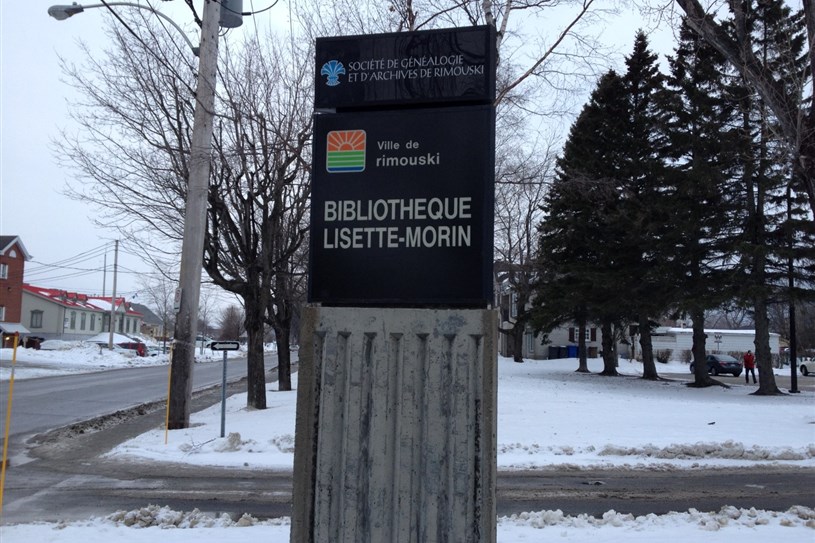 SOCIÉTÉ DE GÉNÉALOGIE
ET D'ARCHIVES DE RIMOUSKI
Ville de
rimouski
BIBLIOTHEQUE
LISETTE-MORIN